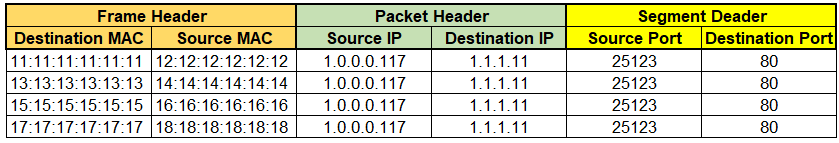 Frame Header Packet Header Segment Deader
Destination MAC Source MAC Source IP Destination IP Source Port Destination Port
11:11:11:11:11:11 12:12:12:12:12:12 1.0.0.0.117 1.1.1.11 25123 80
13:13:13:13:13:13 14:14:14:14:14:14 1.0.0.0.117 1.1.1.11 25123 80
15:15:15:15:15:15 16:16:16:16:16:16 1.0.0.0.117 1.1.1.11 25123 80
17:17:17:17:17:17 18:18:18:18:18:18 1.0.0.0.117 1.1.1.11 25123 80